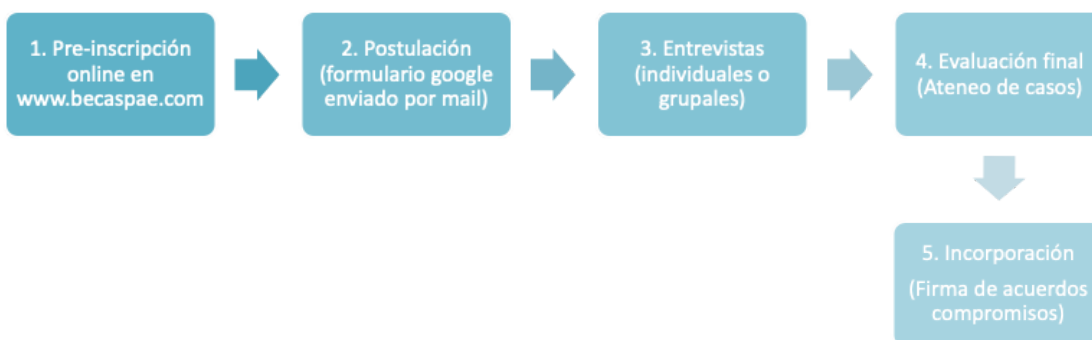 1. Pre-inscripción
online en
www.becaspae.com
2. Postulación
(formulario google
enviado por mail)
3. Entrevistas
(individuales o
grupales)
4. Evaluación final
(Ateneo de casos)
5. Incorporación
(Firma de acuerdos
compromisos)